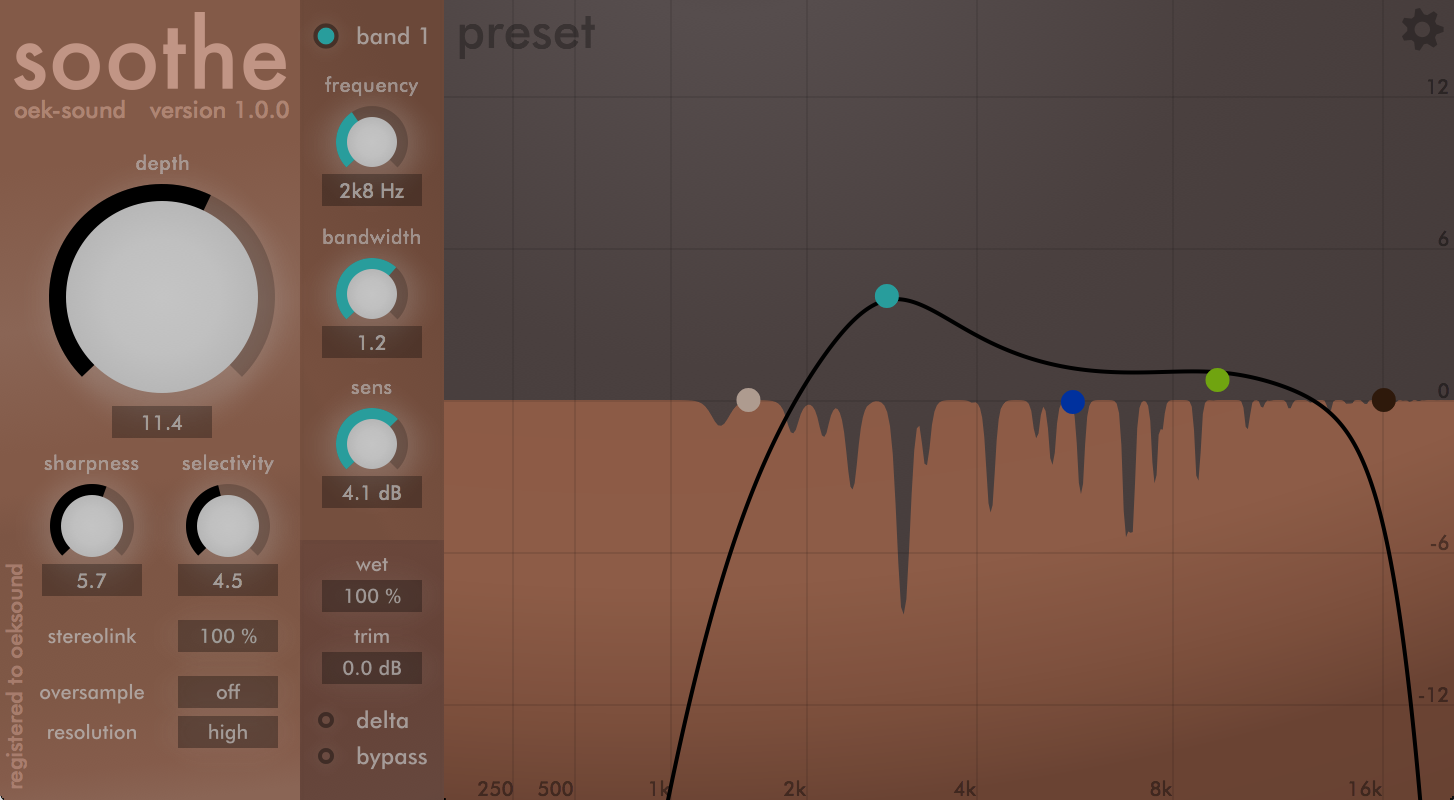 soothe
oek-sound version 1.0.0
depth
11.4
sharpness selectivity
5.7 4.5
stereolink 100 %
oversample off
resolution high
registered to oeksound
band 1
frequency
2k8 Hz
bandwidth
1.2
sens
4.1 dB
wet
100 %
trim
0.0 dB
delta
bypass
preset
12
6
0
-6
-12
250 500 1k 2k 4k 8k 16k